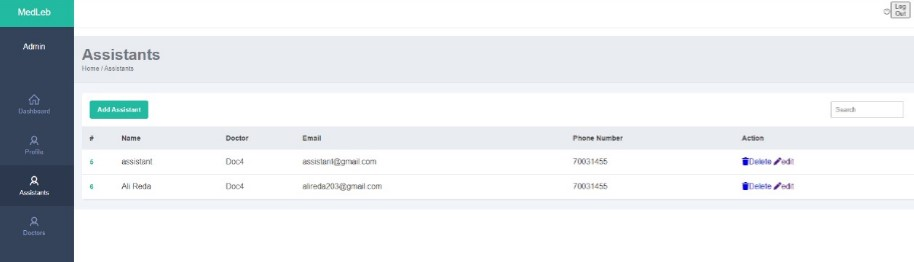 MedLeb
Log Out
Admin
Assistants
Home / Assistants
Dashboard
Profile
Assistants
Doctors
Add Assistant
Search
# Name Doctor Email Phone Number Action
6 assistant Doc4 assistant@gmail.com 70031455 Delete edit
6 Ali Reda Doc4 alireda203@gmail.com 70031455 Delete edit